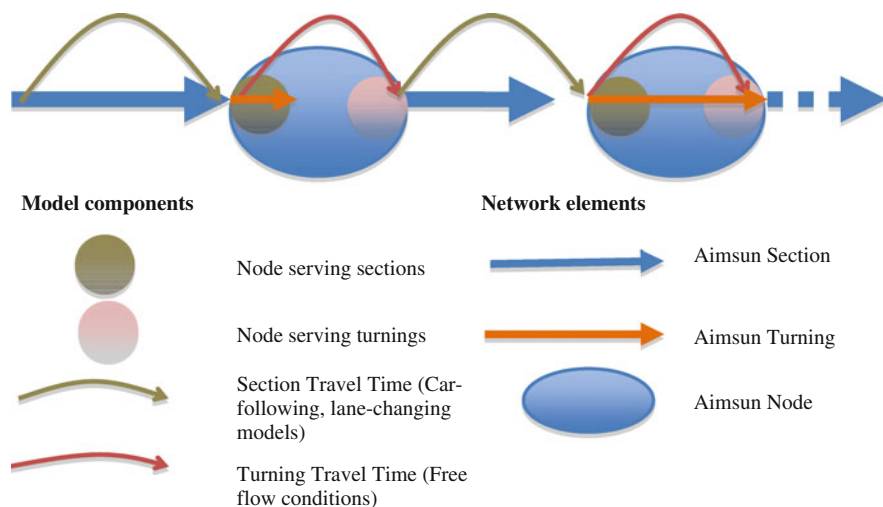 Model components
Node serving sections
Node serving turnings
Section Travel Time (Car-
following, lane-changing
models)
Turning Travel Time (Free
flow conditions)
Network elements
Aimsun Section
Aimsun Turning
Aimsun Node